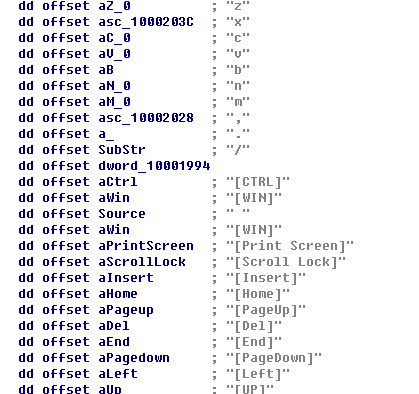 dd offset aZ_0 ; "z"
dd offset asc_1000203C ; "x"
dd offset aC_0 ; "c"
dd offset aV_0 ; "v"
dd offset aB ; "b"
dd offset aN_0 ; "n"
dd offset aM_0 ; "m"
dd offset asc_10002028 ; ","
dd offset a_ ; "."
dd offset SubStr ; "/"
dd offset dword_10001994
dd offset aCtrl ; "[CTRL]"
dd offset aWin ; "[WIN]"
dd offset Source ; " "
dd offset aWin ; "[WIN]"
dd offset aPrintScreen ; "[Print Screen]"
dd offset aScrollLock ; "[Scroll Lock]"
dd offset aInsert ; "[Insert]"
dd offset aHome ; "[Home]"
dd offset aPageup ; "[PageUp]"
dd offset aDel ; "[Del]"
dd offset aEnd ; "[End]"
dd offset aPagedown ; "[PageDown]"
dd offset aLeft ; "[Left]"
dd offset aUp ; "[UP]"